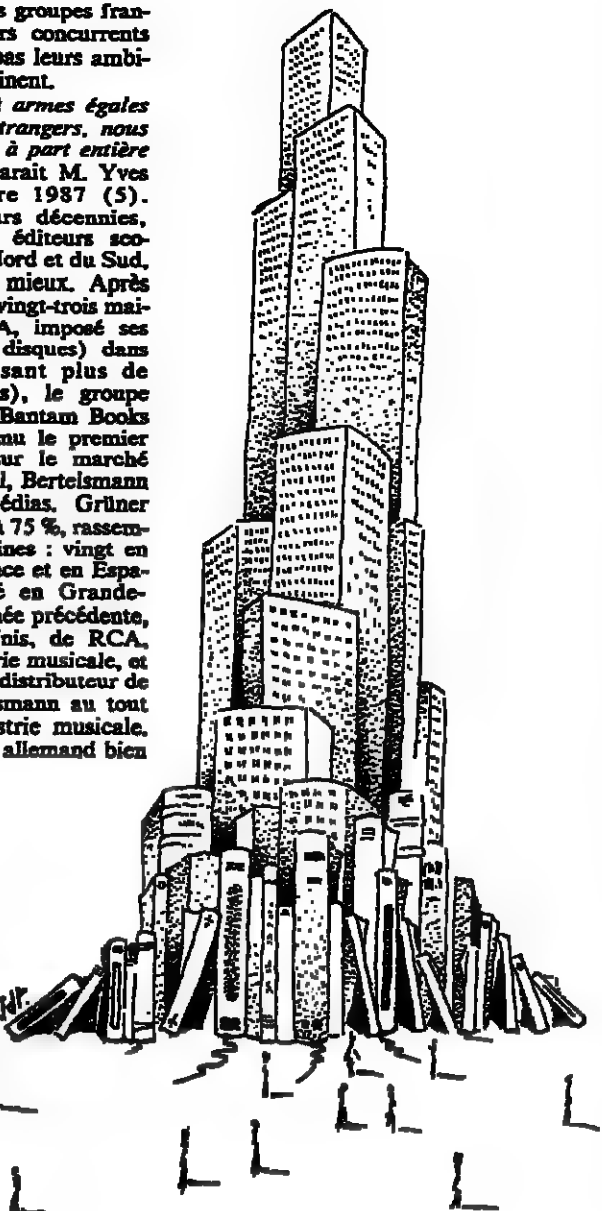 s groupes fran-
rs concurrents
pas leurs ambi-
inent.
t armes égales
trangers, nous
à part entière
arait M. Yves
re 1987 (5).
urs décennies,
éditeurs sco-
Nord et du Sud,
mieux. Après
vingt-trois mai-
A, imposé ses
disques) dans
sant plus de
s), le groupe
Bantam Books
nu le premier
ur le marché
l, Bertelsmann
édias. Grüner
à 75 %, rassem-
ines : vingt en
ce et en Espa-
é en Grande-
née précédente,
nis, de RCA,
rie musicale, et
distributeur de
smann au tout
strie musicale.
allemand bien